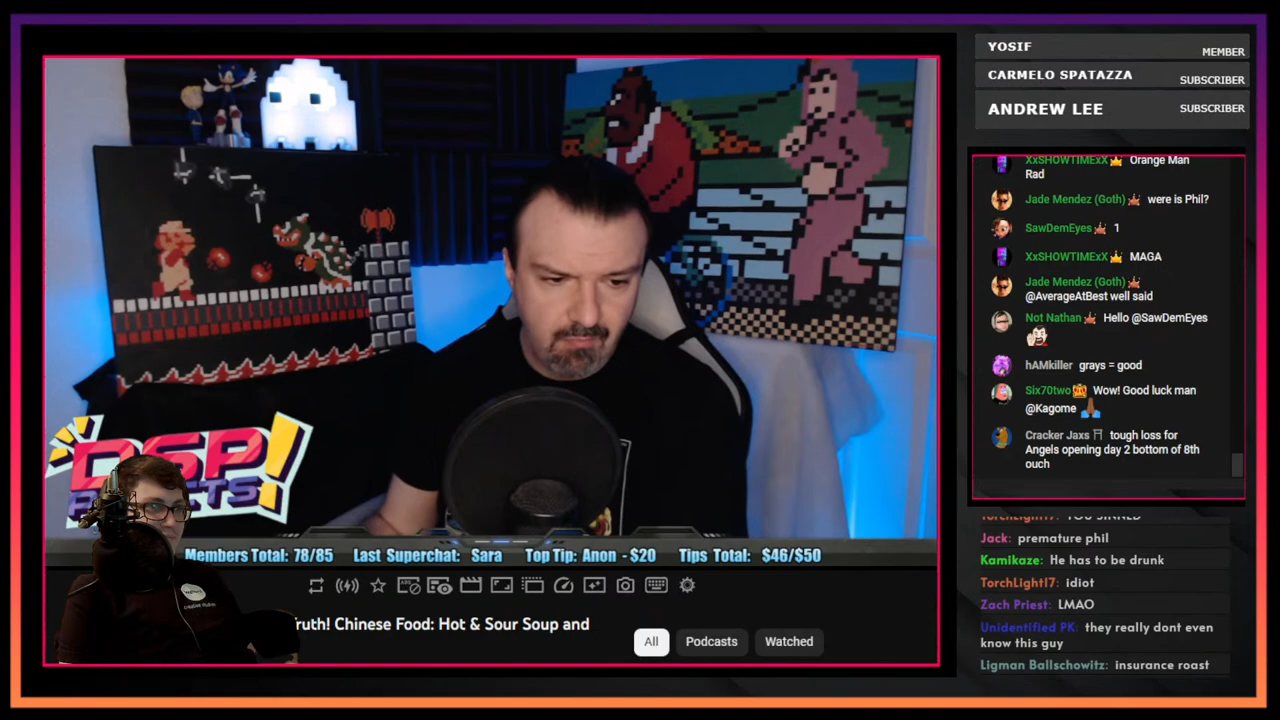 YOSIF
MEMBER
CARMELO SPATAZZA
SUBSCRIBER
ANDREW LEE
SUBSCRIBER
XxSHOWTIMExX Orange Man
Rad
Jade Mendez (Goth) were is Phil?
SawDemEyes 1
XxSHOWTIMExX MAGA
Jade Mendez (Goth)
@AverageAtBest well said
Not Nathan Hello @SawDemEyes
hAMkiller grays = good
Six70two Wow! Good luck man
@Kagome
Cracker Jaxs tough loss for
Angels opening day 2 bottom of 8th
ouch
TorchLight17: YOU SINNED
Jack: premature phil
Kamikaze: He has to be drunk
TorchLight17: idiot
Zach Priest: LMAO
Unidentified PK: they really dont even
know this guy
Ligman Ballschowitz: insurance roast
DSP
Members Total: 78/85 Last Superchat: Sara Top Tip: Anon - $20 Tips Total: $46/$50
ruth! Chinese Food: Hot & Sour Soup and
All Podcasts Watched